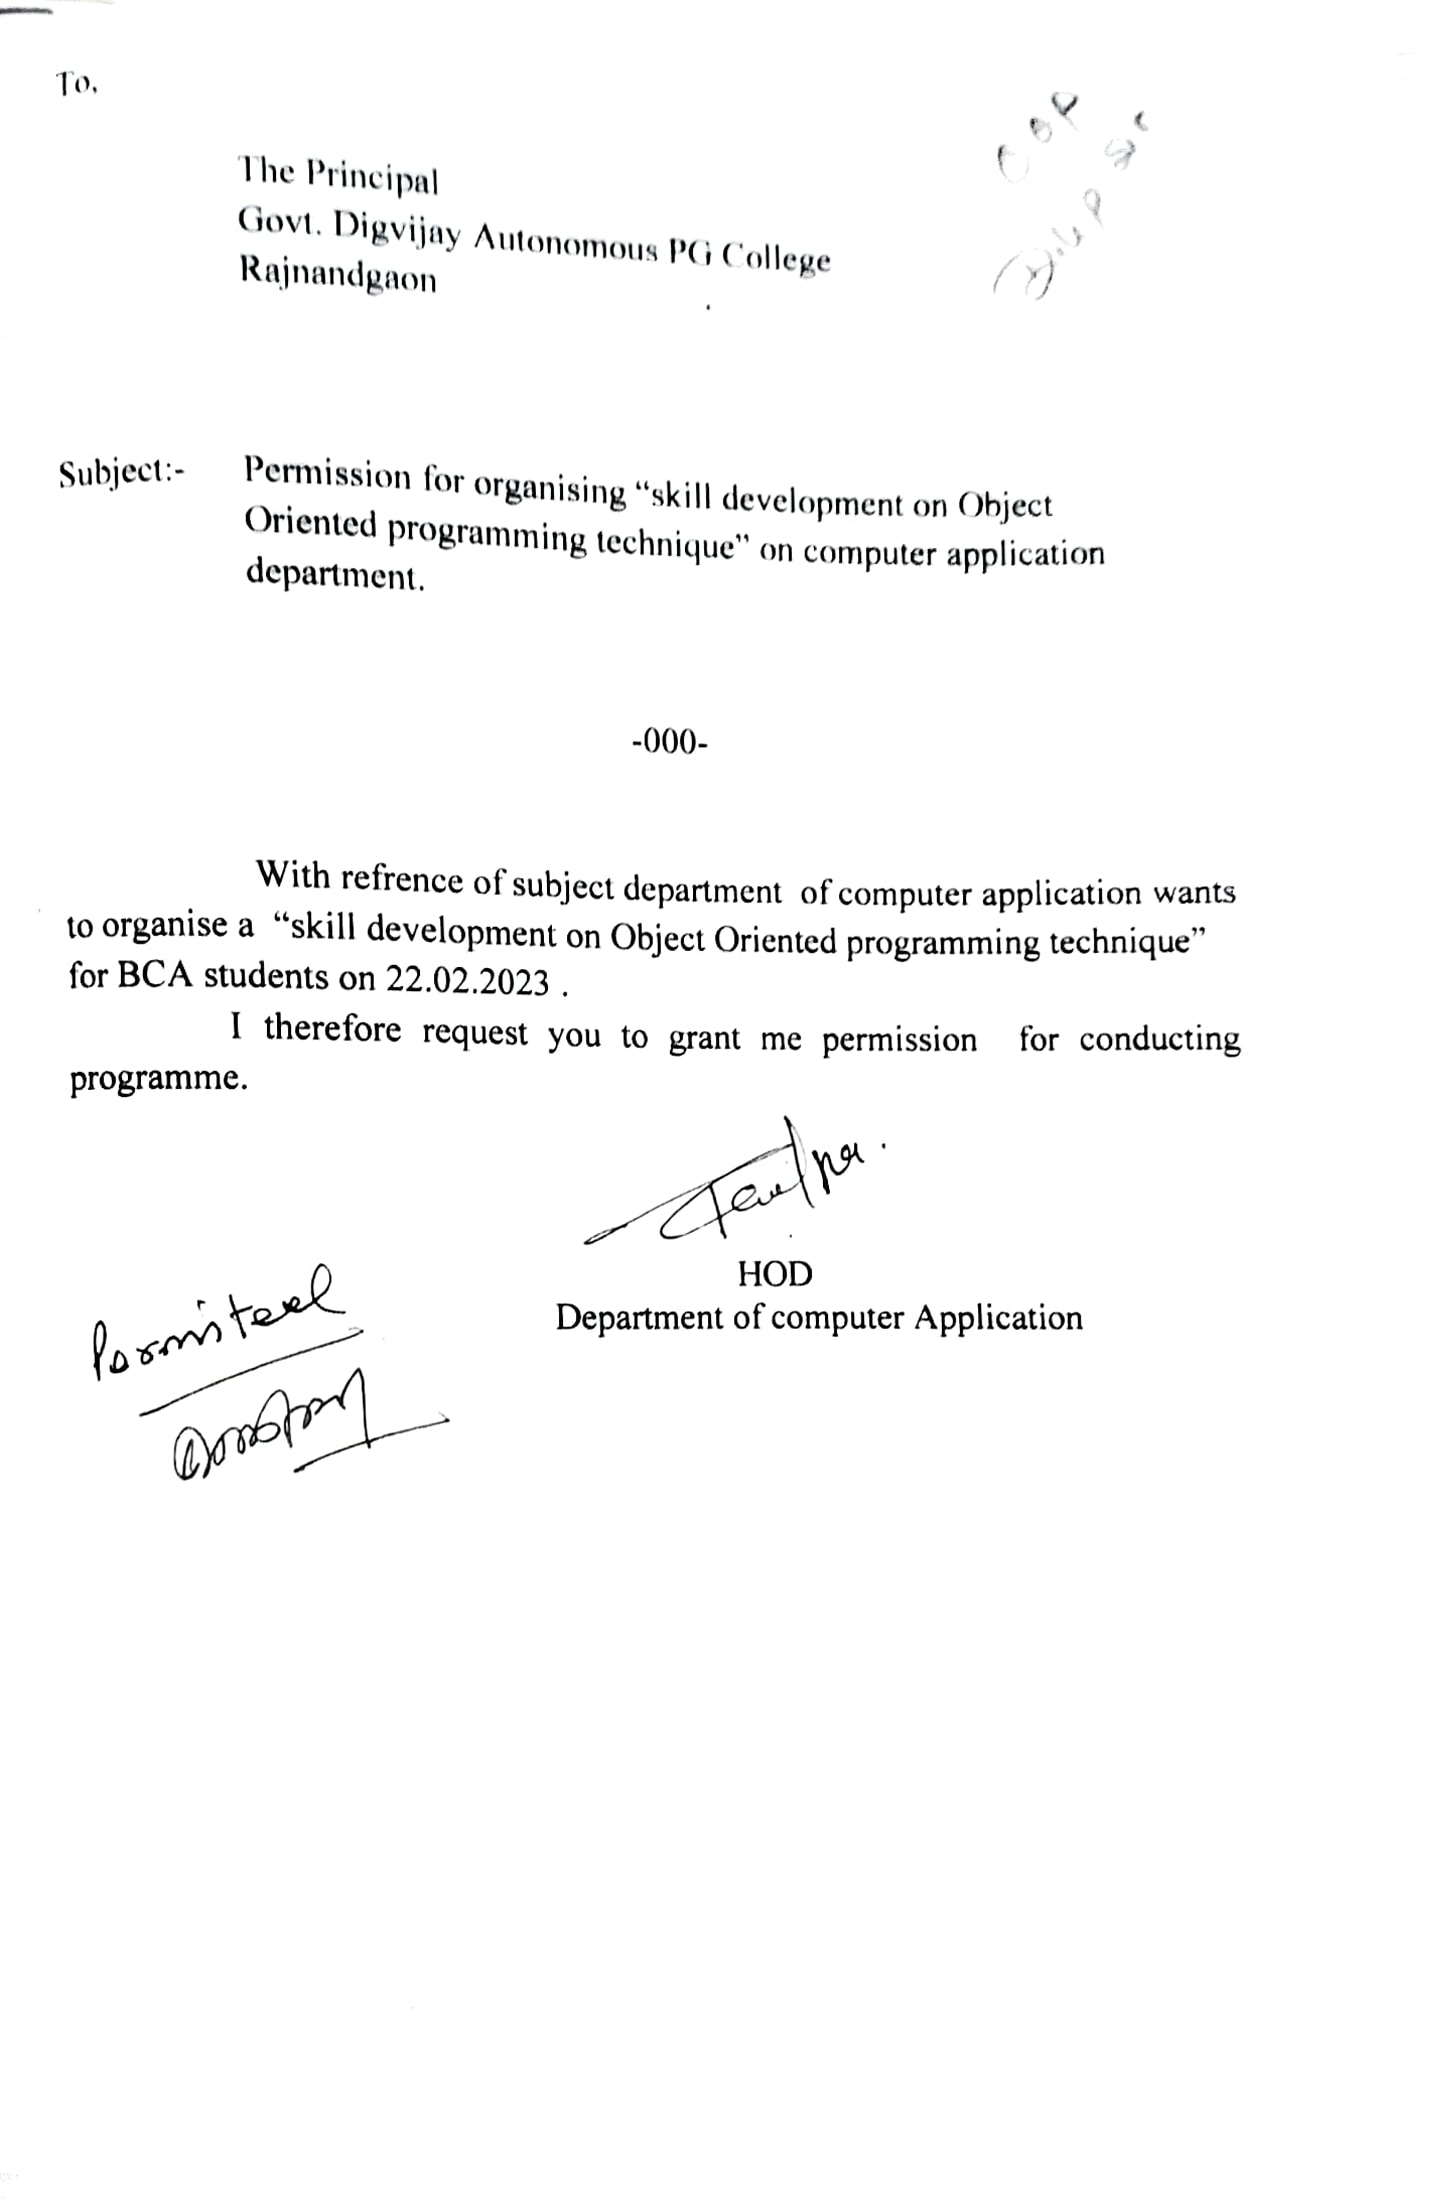 To,
The Principal
Govt. Digvijay Autonomous PG College
Rajnandgaon
Subject:- Permission for organising “skill development on Object
Oriented programming technique” on computer application
department.
-000-
With refrence of subject department of computer application wants
to organise a “skill development on Object Oriented programming technique”
for BCA students on 22.02.2023 .
I therefore request you to grant me permission for conducting
programme.
HOD
Department of computer Application